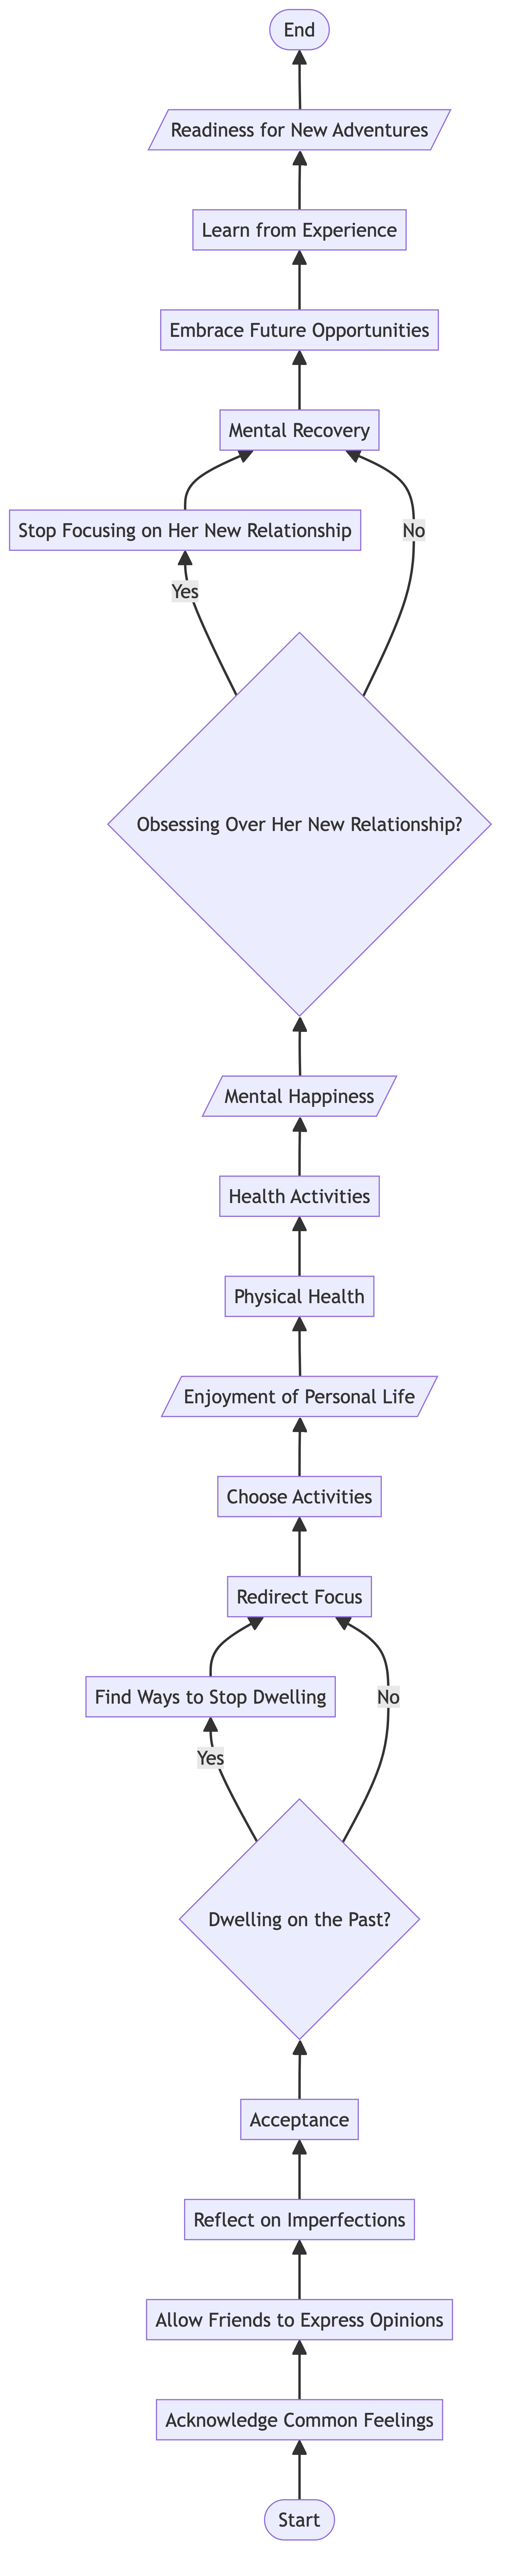 End
Readiness for New Adventures
Learn from Experience
Embrace Future Opportunities
Mental Recovery
Stop Focusing on Her New Relationship
No
Yes
Obsessing Over Her New Relationship?
Mental Happiness
Health Activities
Physical Health
Enjoyment of Personal Life
Choose Activities
Redirect Focus
Find Ways to Stop Dwelling
No
Yes
Dwelling on the Past?
Acceptance
Reflect on Imperfections
Allow Friends to Express Opinions
Acknowledge Common Feelings
Start